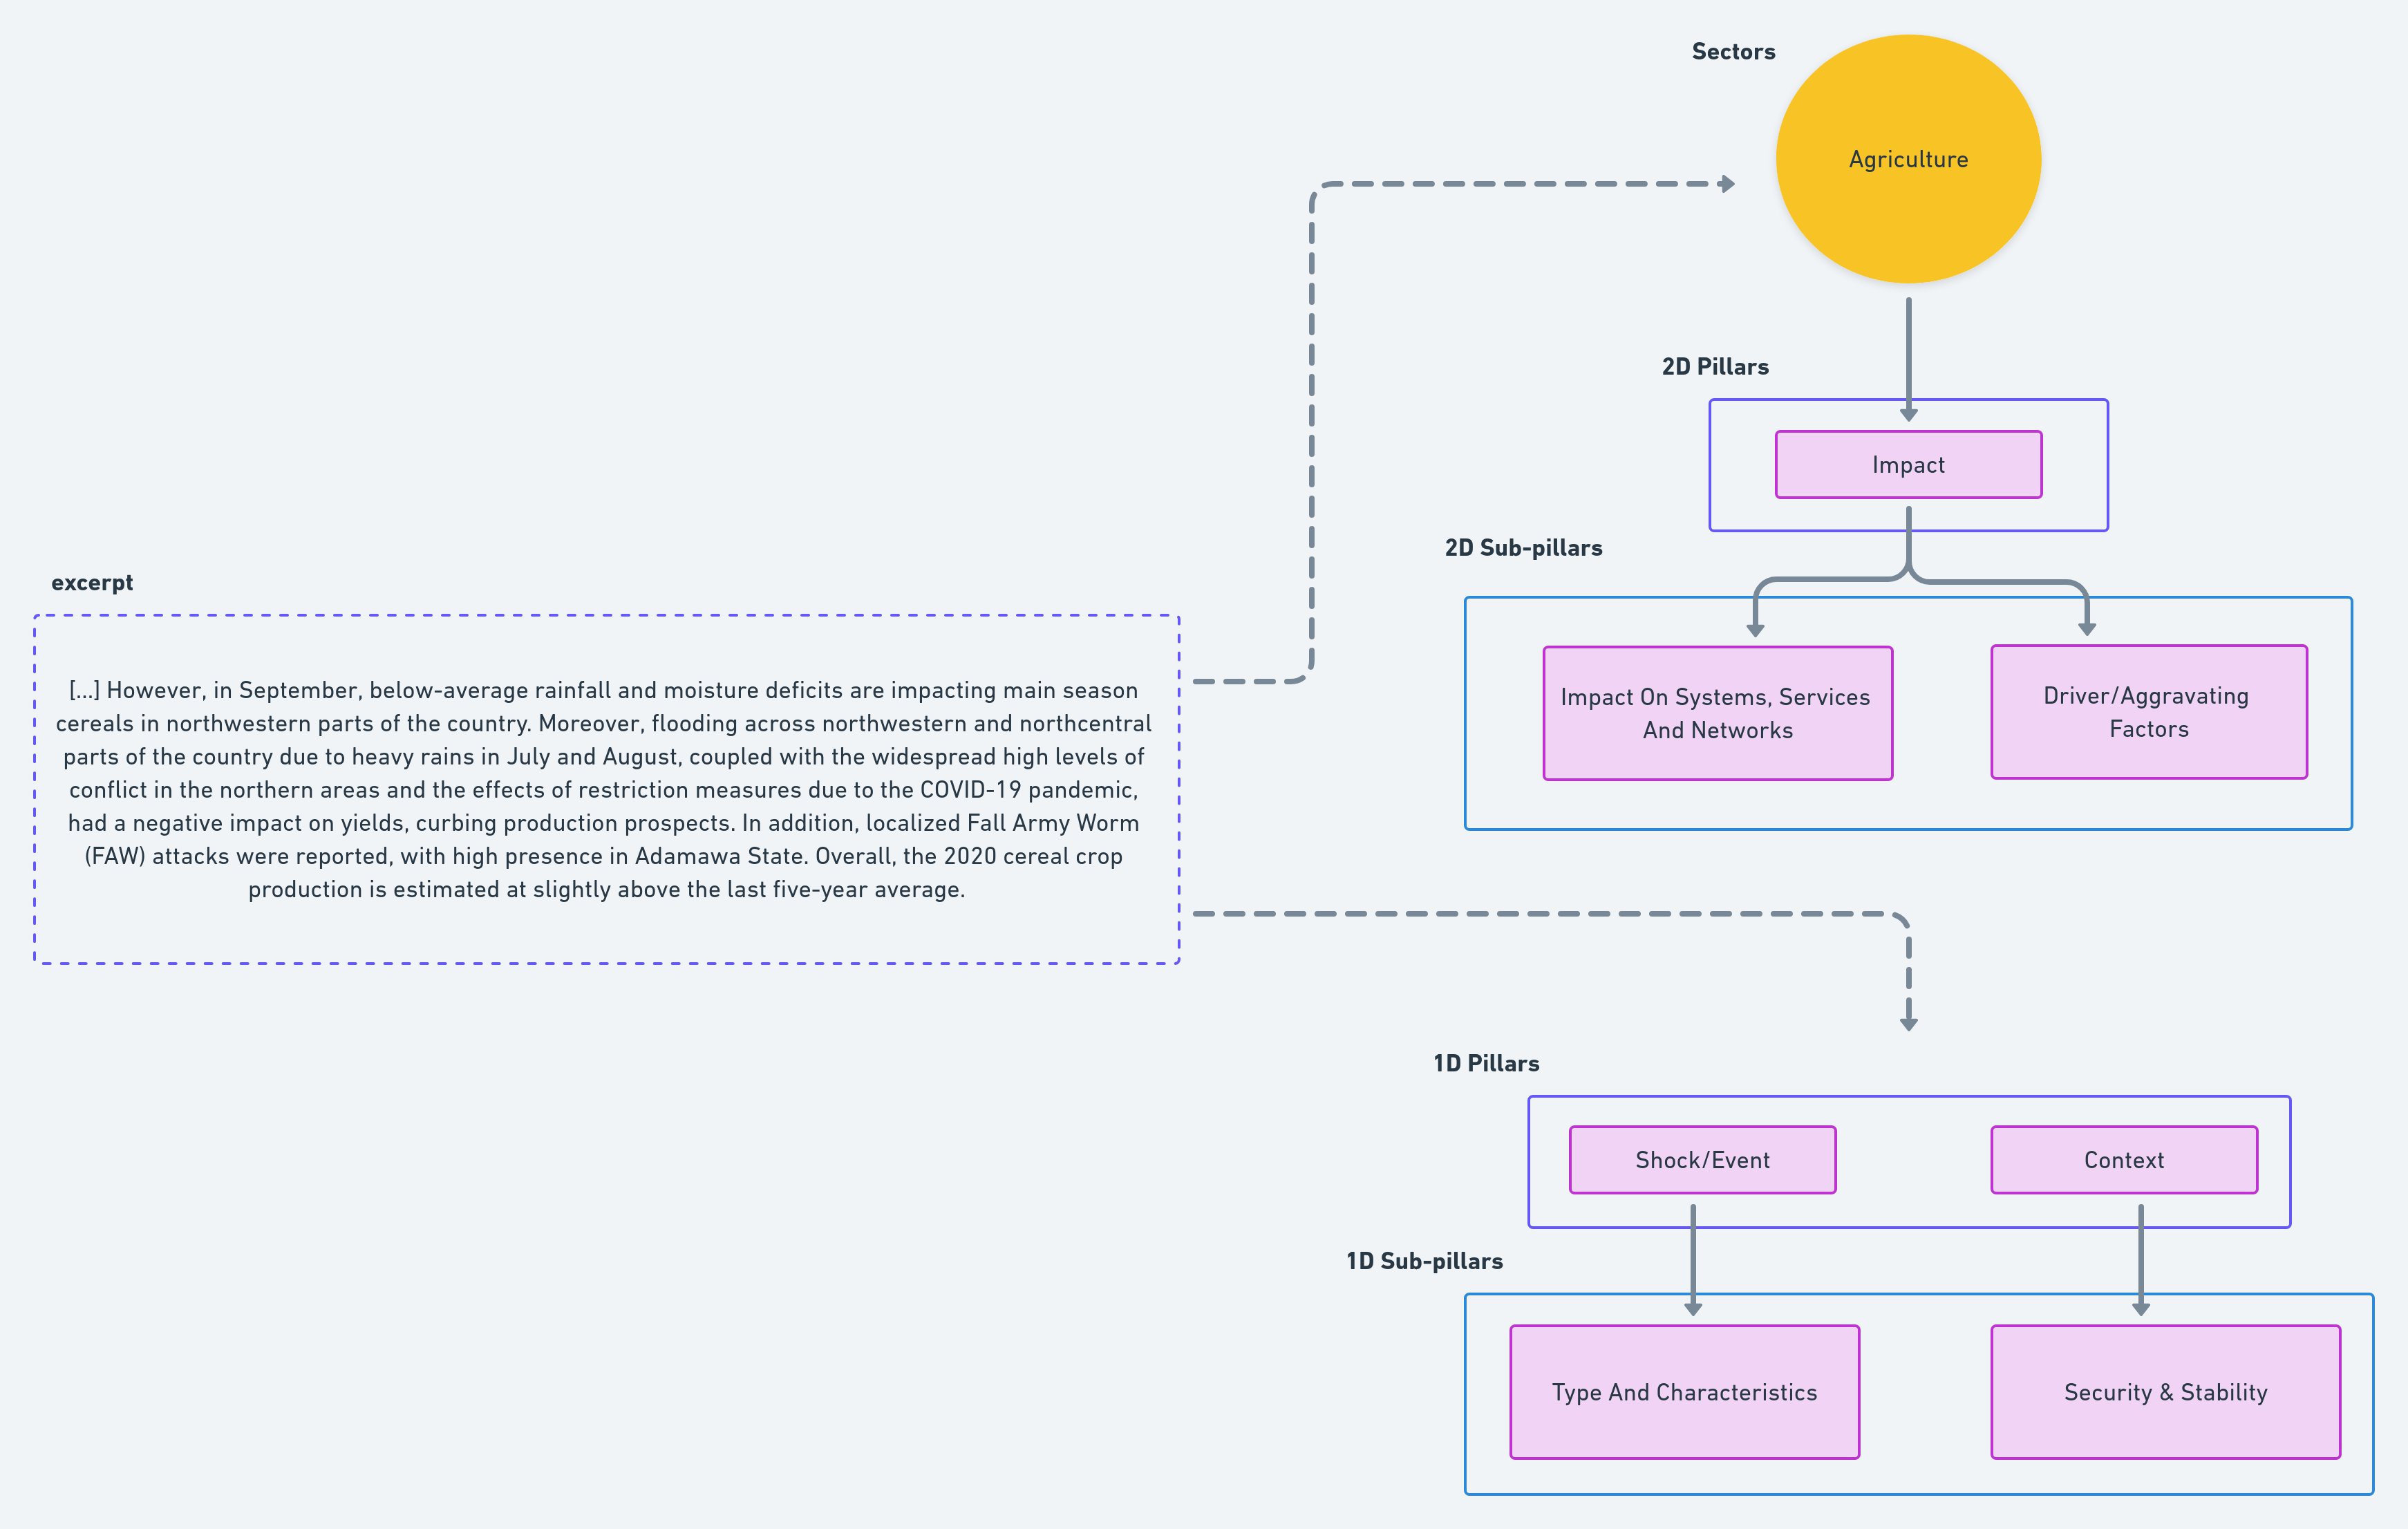 Sectors
Agriculture
2D Pillars
Impact
2D Sub-pillars
Impact On Systems, Services
And Networks
Driver/Aggravating
Factors
excerpt
[...] However, in September, below-average rainfall and moisture deficits are impacting main season
cereals in northwestern parts of the country. Moreover, flooding across northwestern and northcentral
parts of the country due to heavy rains in July and August, coupled with the widespread high levels of
conflict in the northern areas and the effects of restriction measures due to the COVID-19 pandemic,
had a negative impact on yields, curbing production prospects. In addition, localized Fall Army Worm
(FAW) attacks were reported, with high presence in Adamawa State. Overall, the 2020 cereal crop
production is estimated at slightly above the last five-year average.
1D Pillars
Shock/Event
Context
1D Sub-pillars
Type And Characteristics
Security & Stability